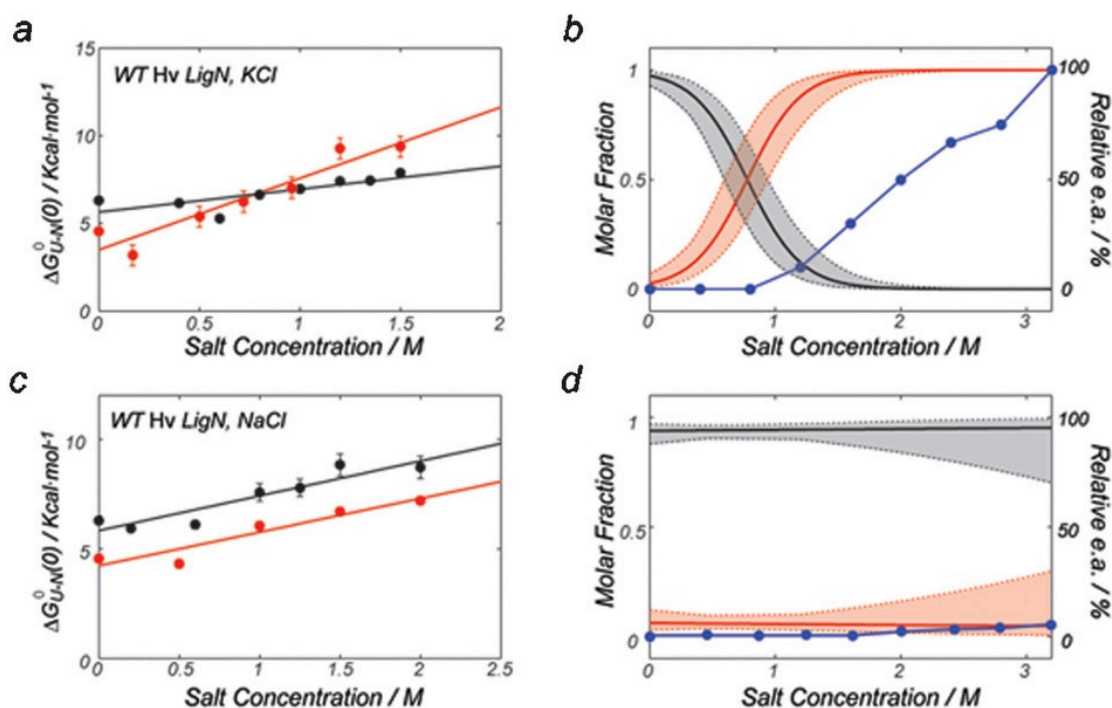 a
WT Hv LigN, KCl
ΔG⁰U-N(0) / Kcal·mol⁻¹
15
10
5
0
0 0.5 1 1.5 2
Salt Concentration / M
b
Molar Fraction
1
0.5
0
Relative e.a. / %
100
50
0
0 1 2 3
Salt Concentration / M
c
WT Hv LigN, NaCl
ΔG⁰U-N(0) / Kcal·mol⁻¹
10
5
0
0 0.5 1 1.5 2 2.5
Salt Concentration / M
d
Molar Fraction
1
0.5
0
Relative e.a. / %
100
50
0
0 1 2 3
Salt Concentration / M